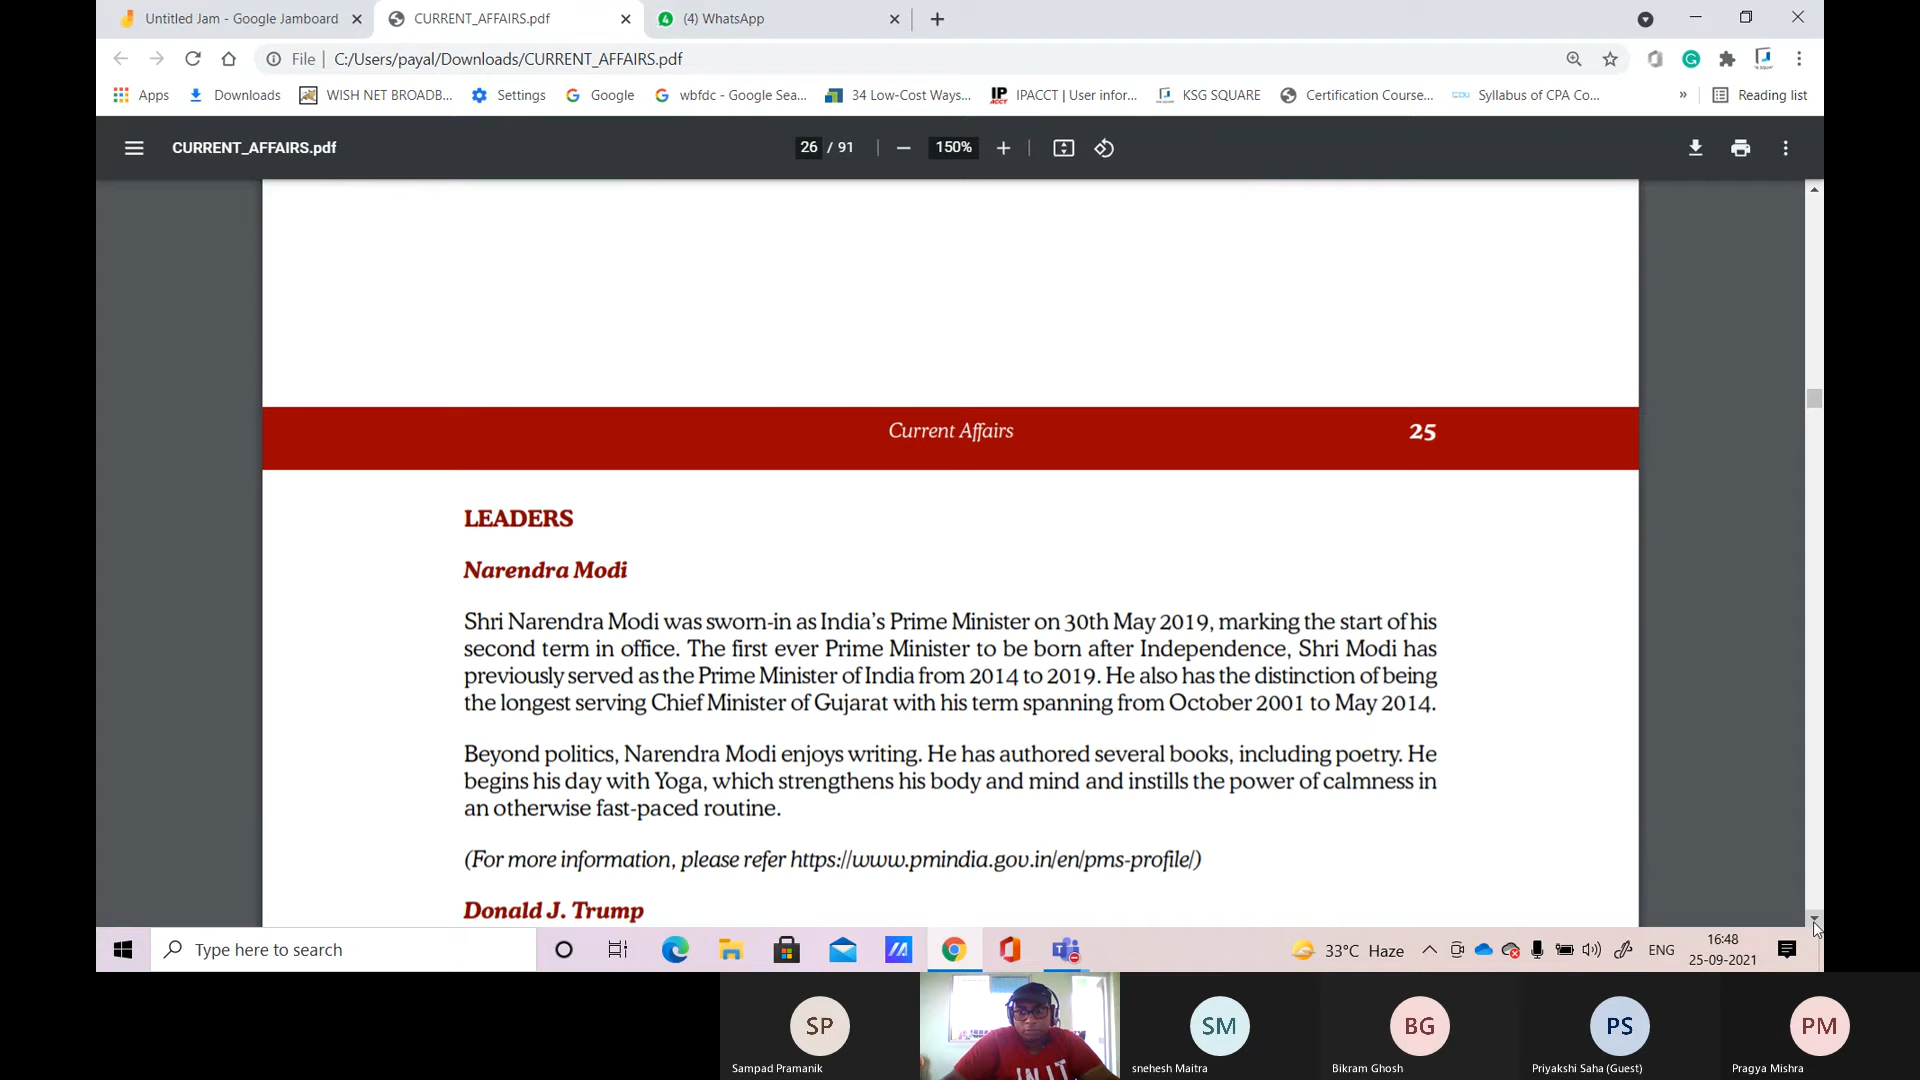 Untitled Jam - Google Jamboard
CURRENT_AFFAIRS.pdf
(4) WhatsApp
File | C:/Users/payal/Downloads/CURRENT_AFFAIRS.pdf
Apps
Downloads
WISH NET BROADB...
Settings
Google
wbfdc - Google Sea...
34 Low-Cost Ways...
IPACCT | User infor...
KSG SQUARE
Certification Course...
Syllabus of CPA Co...
»
Reading list
CURRENT_AFFAIRS.pdf
26 / 91
150%
Current Affairs
25
LEADERS
Narendra Modi
Shri Narendra Modi was sworn-in as India's Prime Minister on 30th May 2019, marking the start of his
second term in office. The first ever Prime Minister to be born after Independence, Shri Modi has
previously served as the Prime Minister of India from 2014 to 2019. He also has the distinction of being
the longest serving Chief Minister of Gujarat with his term spanning from October 2001 to May 2014.
Beyond politics, Narendra Modi enjoys writing. He has authored several books, including poetry. He
begins his day with Yoga, which strengthens his body and mind and instills the power of calmness in
an otherwise fast-paced routine.
(For more information, please refer https://www.pmindia.gov.in/en/pms-profile/)
Donald J. Trump
Type here to search
33°C Haze
ENG
16:48
25-09-2021
SP
Sampad Pramanik
SM
snehesh Maitra
BG
Bikram Ghosh
PS
Priyakshi Saha (Guest)
PM
Pragya Mishra